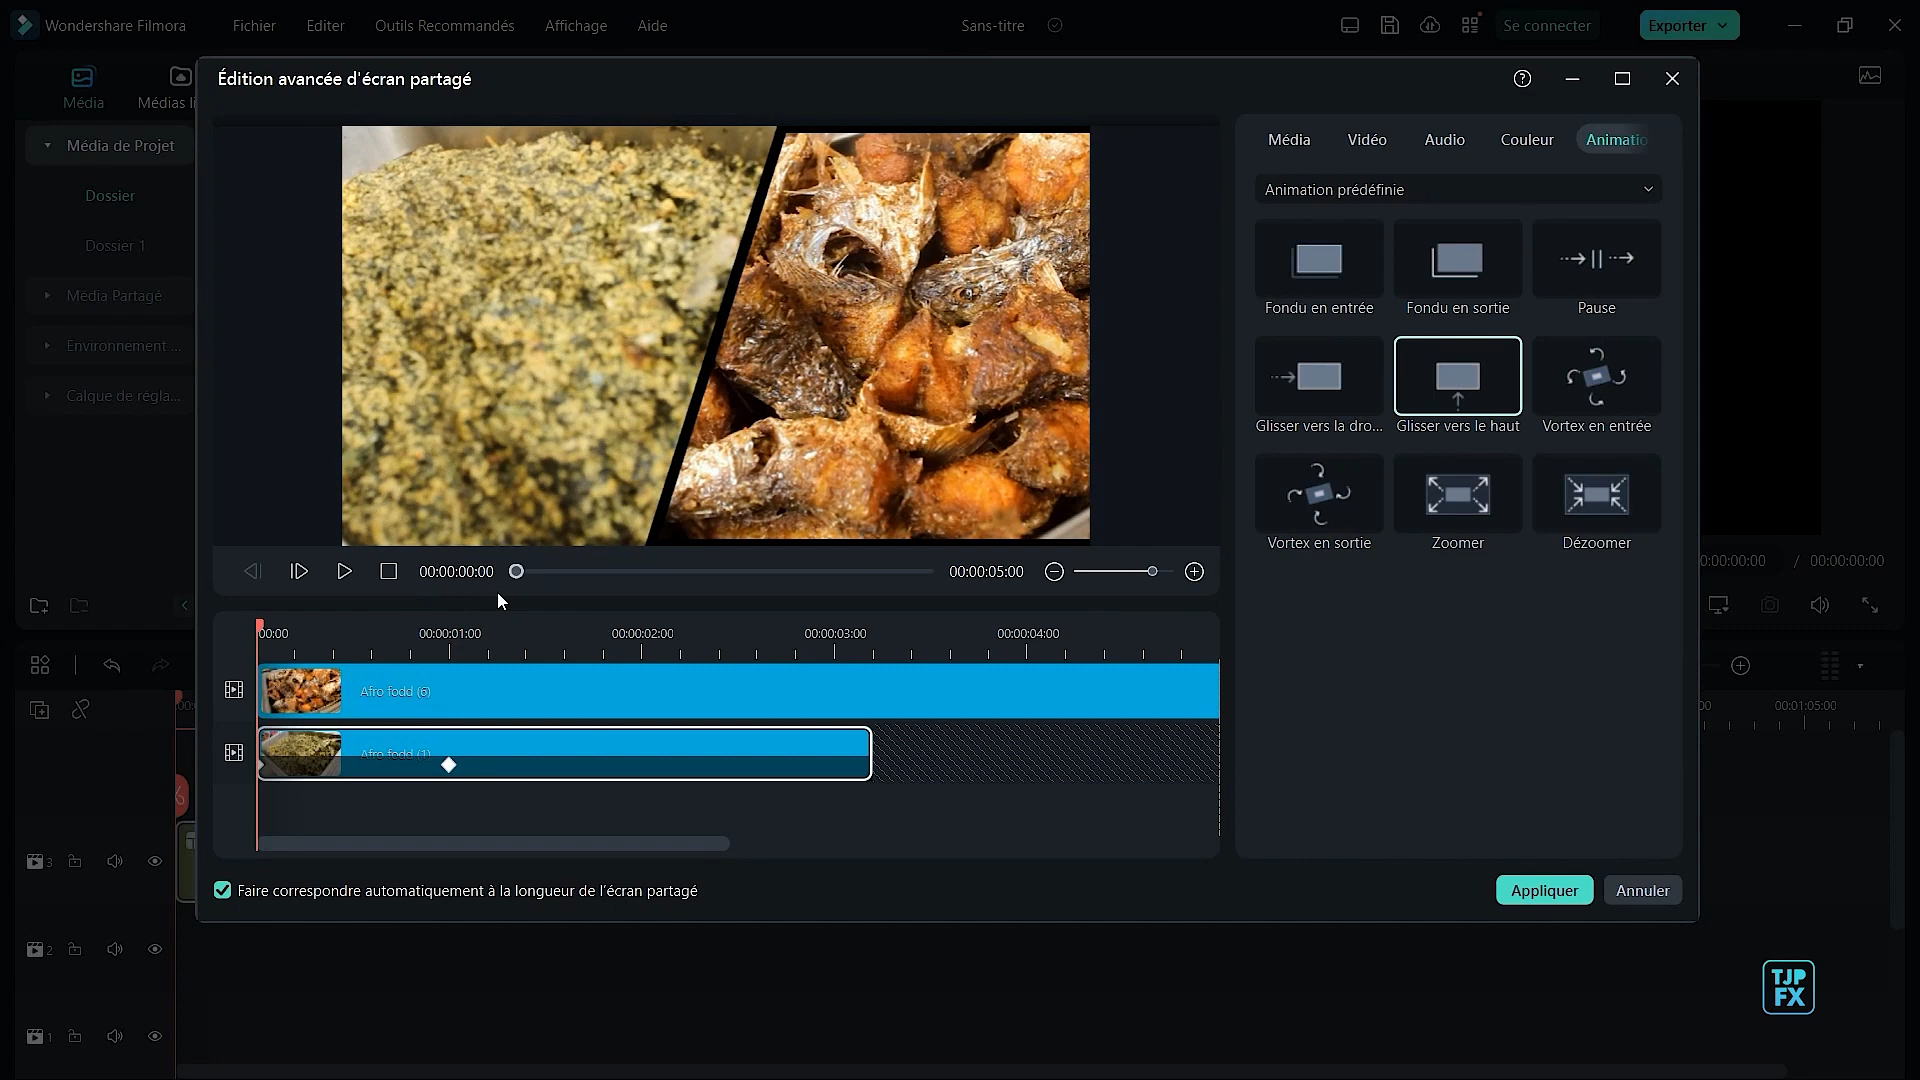 Wondershare Filmora
Fichier
Editer
Outils Recommandés
Affichage
Aide
Sans-titre
Se connecter
Exporter
Édition avancée d'écran partagé
Média
Médias li
Média de Projet
Dossier
Dossier 1
Média Partagé
Environnement ...
Calque de régla...
Média
Vidéo
Audio
Couleur
Animatio
Animation prédéfinie
Fondu en entrée
Fondu en sortie
Pause
Glisser vers la dro...
Glisser vers le haut
Vortex en entrée
Vortex en sortie
Zoomer
Dézoomer
00:00:00:00
00:00:05:00
0:00:00:00 / 00:00:00:00
00:00
00:00:01:00
00:00:02:00
00:00:03:00
00:00:04:00
Afro fodd (6)
Afro fodd (1)
00:01:05:00
Faire correspondre automatiquement à la longueur de l'écran partagé
Appliquer
Annuler
3
2
1
TJP
FX